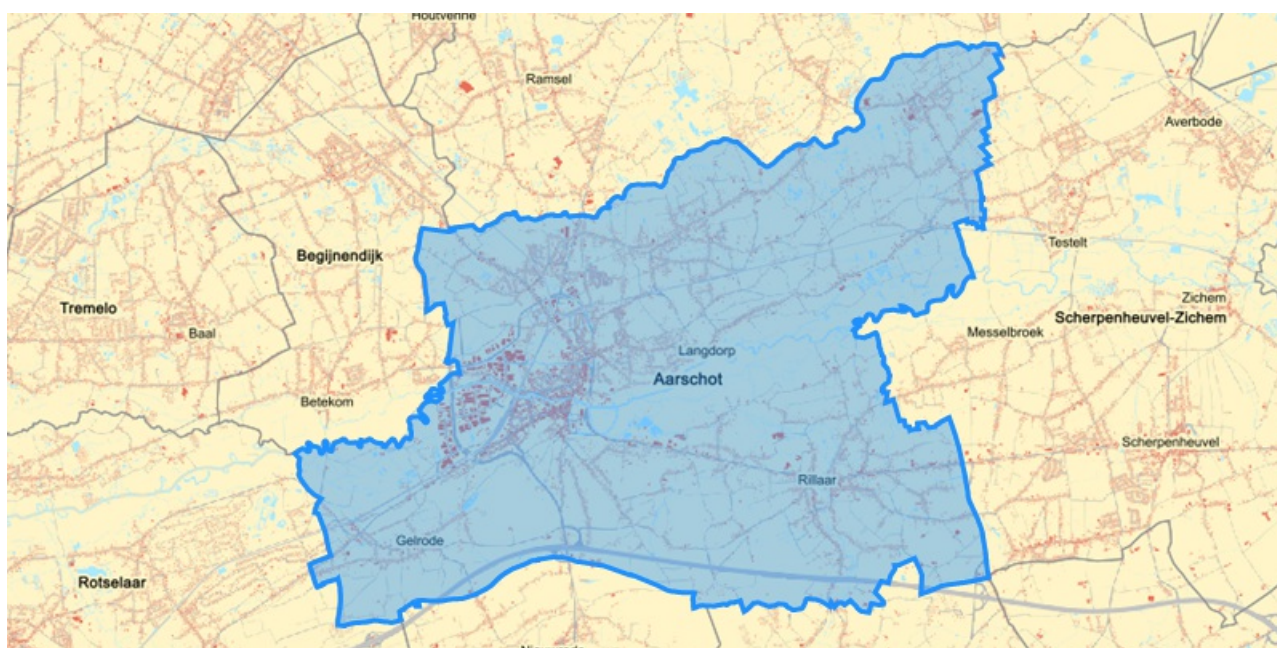 Houtvenne
Ramsel
Averbode
Testelt
Begijnendijk
Tremelo
Baal
Zichem
Scherpenheuvel-Zichem
Messelbroek
Langdorp
Aarschot
Betekom
Scherpenheuvel
Rillaar
Gelrode
Rotselaar